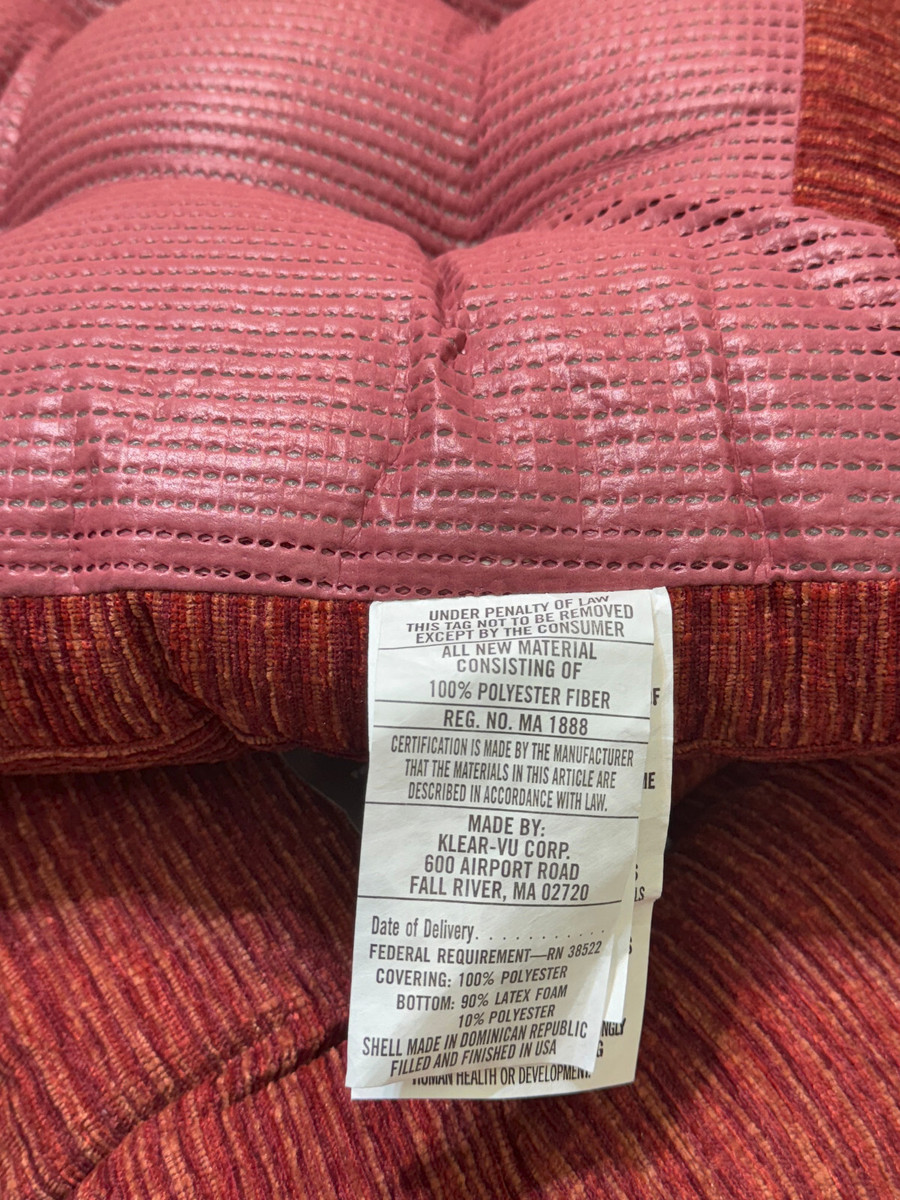 UNDER PENALTY OF LAW
THIS TAG NOT TO BE REMOVED
EXCEPT BY THE CONSUMER
ALL NEW MATERIAL
CONSISTING OF
100% POLYESTER FIBER
REG. NO. MA 1888
CERTIFICATION IS MADE BY THE MANUFACTURER
THAT THE MATERIALS IN THIS ARTICLE ARE
DESCRIBED IN ACCORDANCE WITH LAW.
MADE BY:
KLEAR-VU CORP.
600 AIRPORT ROAD
FALL RIVER, MA 02720
Date of Delivery. . . . . . . . . . .
FEDERAL REQUIREMENT—RN 38522
COVERING: 100% POLYESTER
BOTTOM: 90% LATEX FOAM
10% POLYESTER
SHELL MADE IN DOMINICAN REPUBLIC
FILLED AND FINISHED IN USA
HUMAN HEALTH OR DEVELOPMENT.